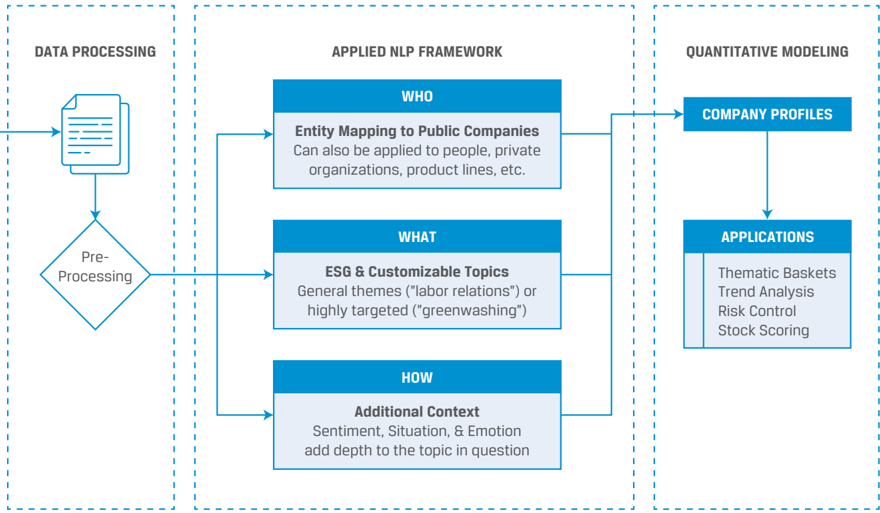 DATA PROCESSING
Pre-
Processing
APPLIED NLP FRAMEWORK
WHO
Entity Mapping to Public Companies
Can also be applied to people, private
organizations, product lines, etc.
WHAT
ESG & Customizable Topics
General themes ("labor relations") or
highly targeted ("greenwashing")
HOW
Additional Context
Sentiment, Situation, & Emotion
add depth to the topic in question
QUANTITATIVE MODELING
COMPANY PROFILES
APPLICATIONS
Thematic Baskets
Trend Analysis
Risk Control
Stock Scoring